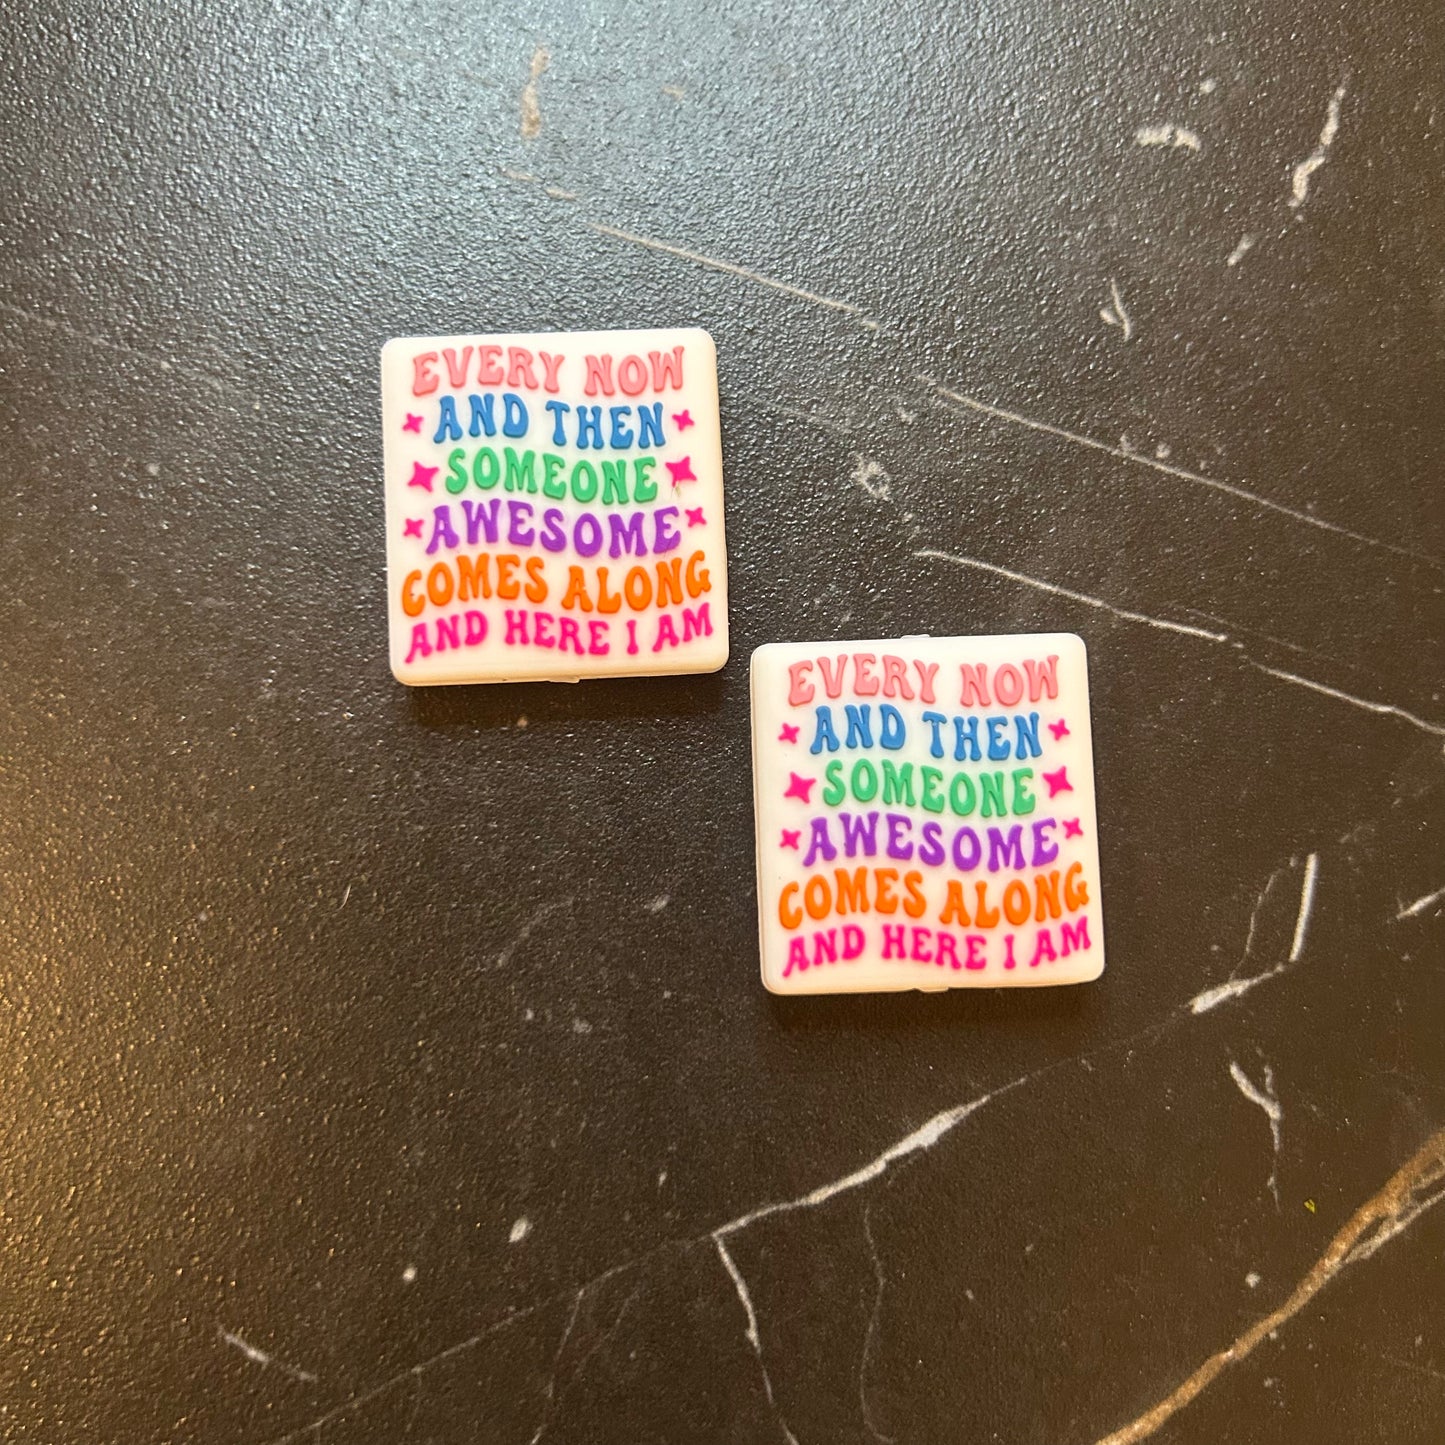 EVERY NOW
AND THEN
SOMEONE
AWESOME
COMES ALONG
AND HERE I AM
EVERY NOW
AND THEN
SOMEONE
AWESOME
COMES ALONG
AND HERE I AM